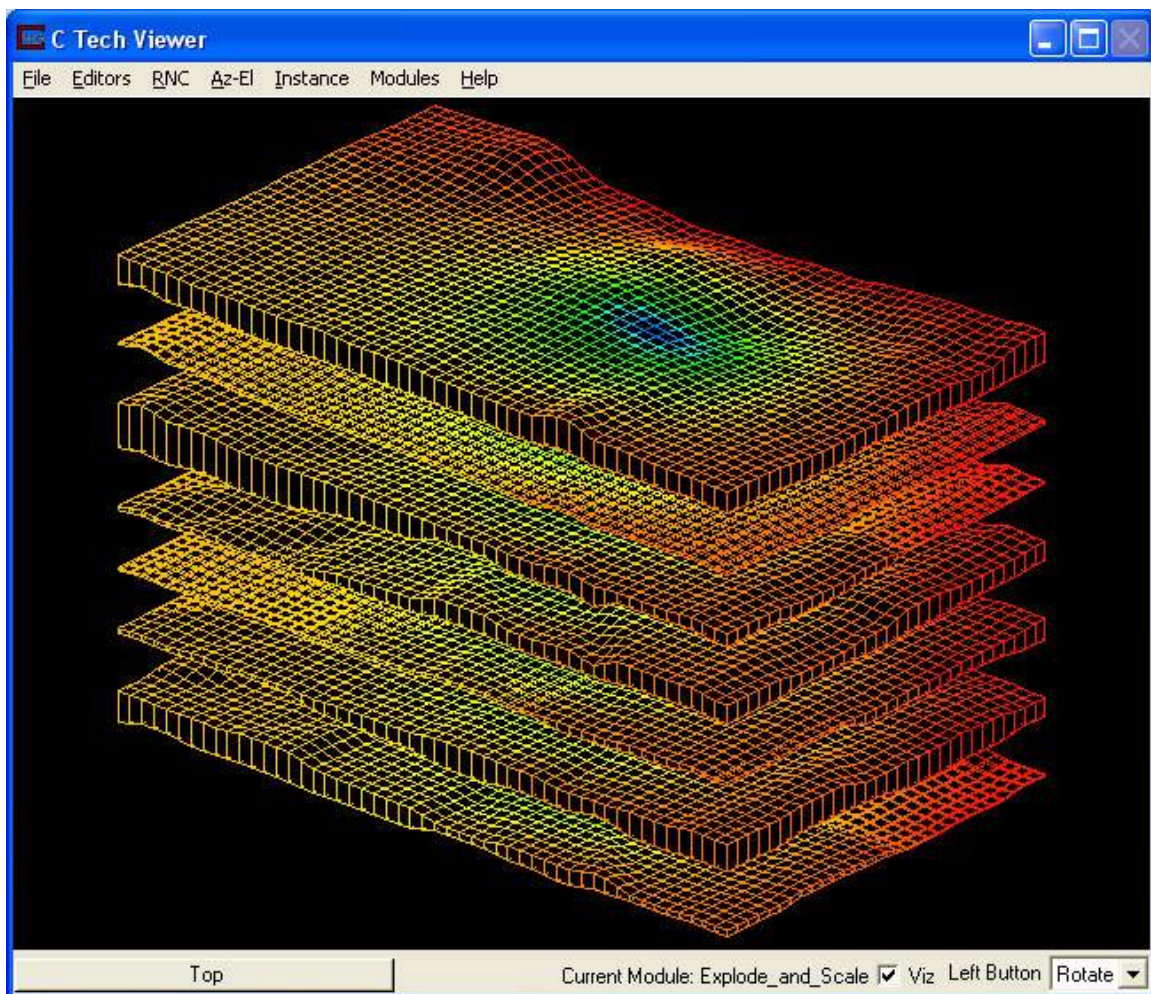 C Tech Viewer
File Editors RNC Az-El Instance Modules Help
Top Current Module: Explode_and_Scale Viz Left Button Rotate